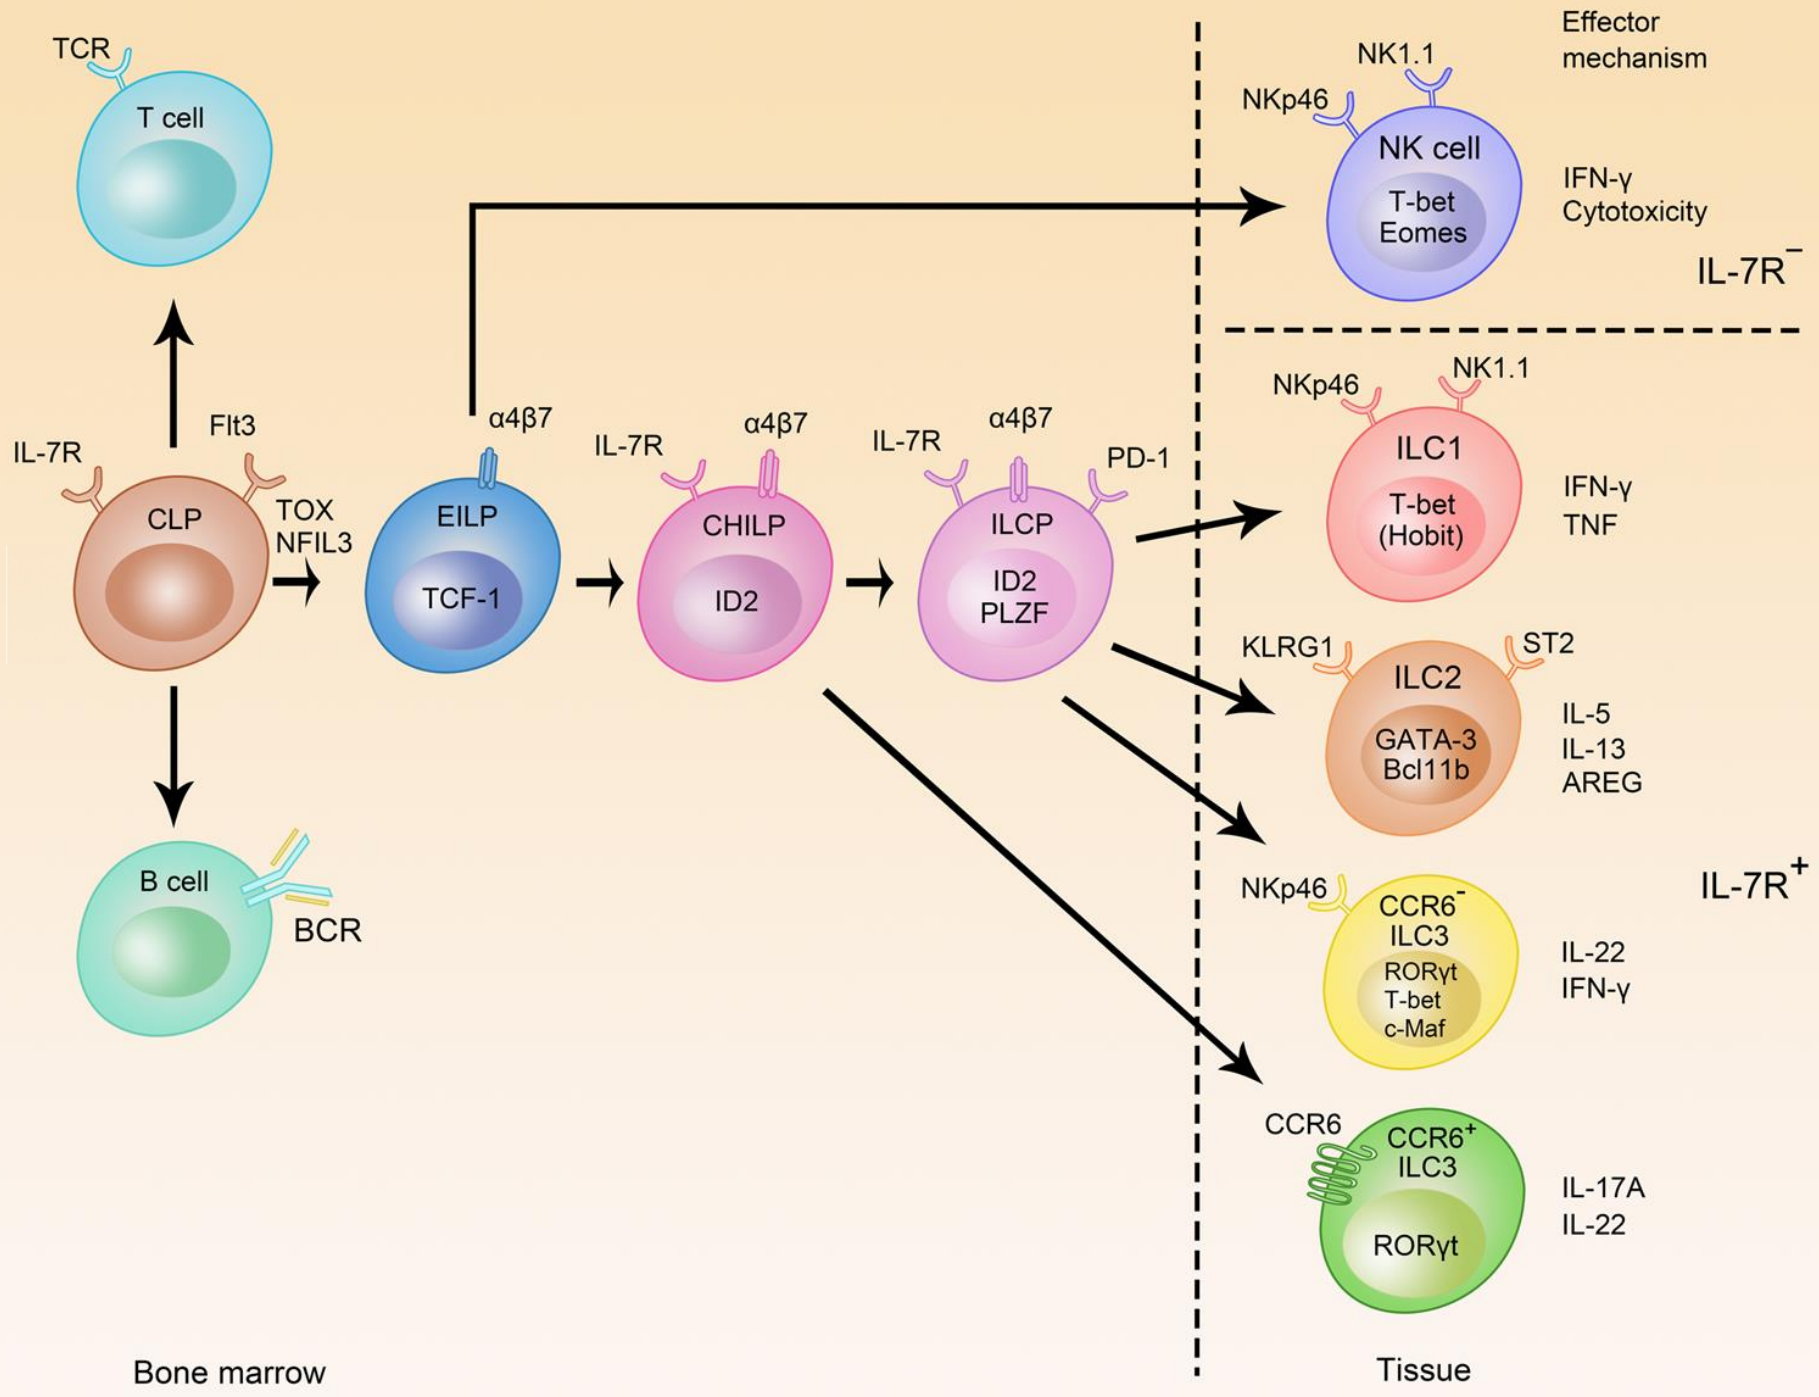 TCR
T cell
IL-7R
Flt3
CLP
TOX
NFIL3
B cell
BCR
α4β7
EILP
TCF-1
IL-7R
α4β7
CHILP
ID2
IL-7R
α4β7
PD-1
ILCP
ID2
PLZF
Effector
mechanism
NK1.1
NKp46
NK cell
T-bet
Eomes
IFN-γ
Cytotoxicity
IL-7R⁻
NKp46
NK1.1
ILC1
T-bet
(Hobit)
IFN-γ
TNF
KLRG1
ST2
ILC2
GATA-3
Bcl11b
IL-5
IL-13
AREG
IL-7R⁺
NKp46
CCR6⁻
ILC3
RORγt
T-bet
c-Maf
IL-22
IFN-γ
CCR6
CCR6⁺
ILC3
RORγt
IL-17A
IL-22
Bone marrow
Tissue